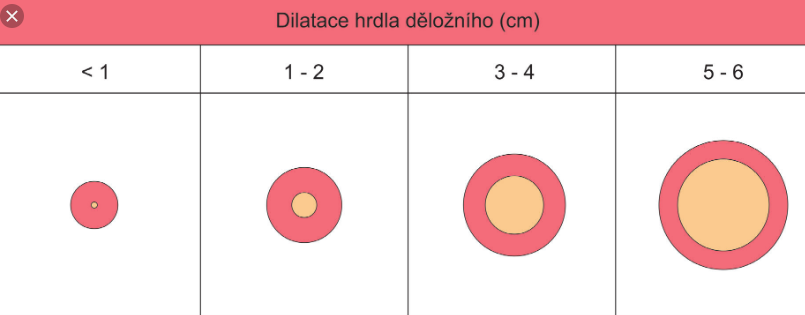 Dilatace hrdla děložního (cm)
< 1
1 - 2
3 - 4
5 - 6